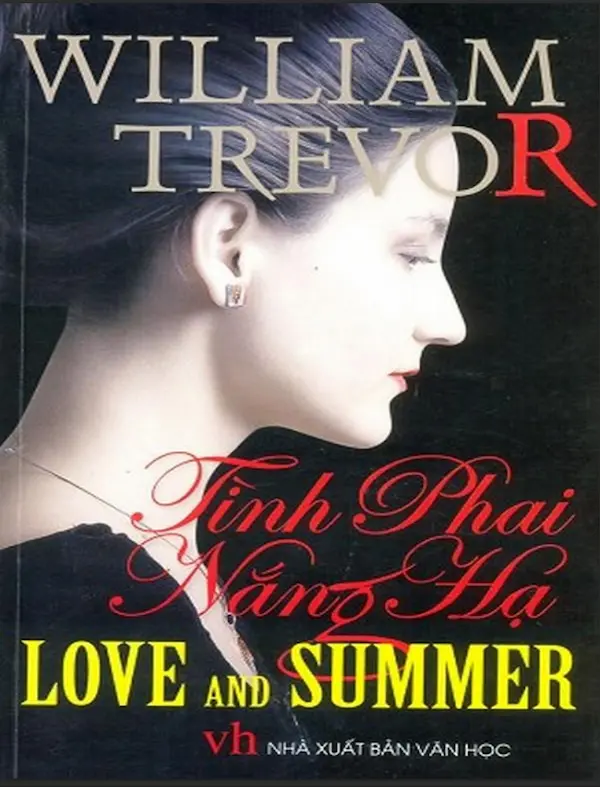 WILLIAM
TREVOR
Tình Phai
Nắng Hạ
LOVE AND SUMMER
vh NHÀ XUẤT BẢN VĂN HỌC